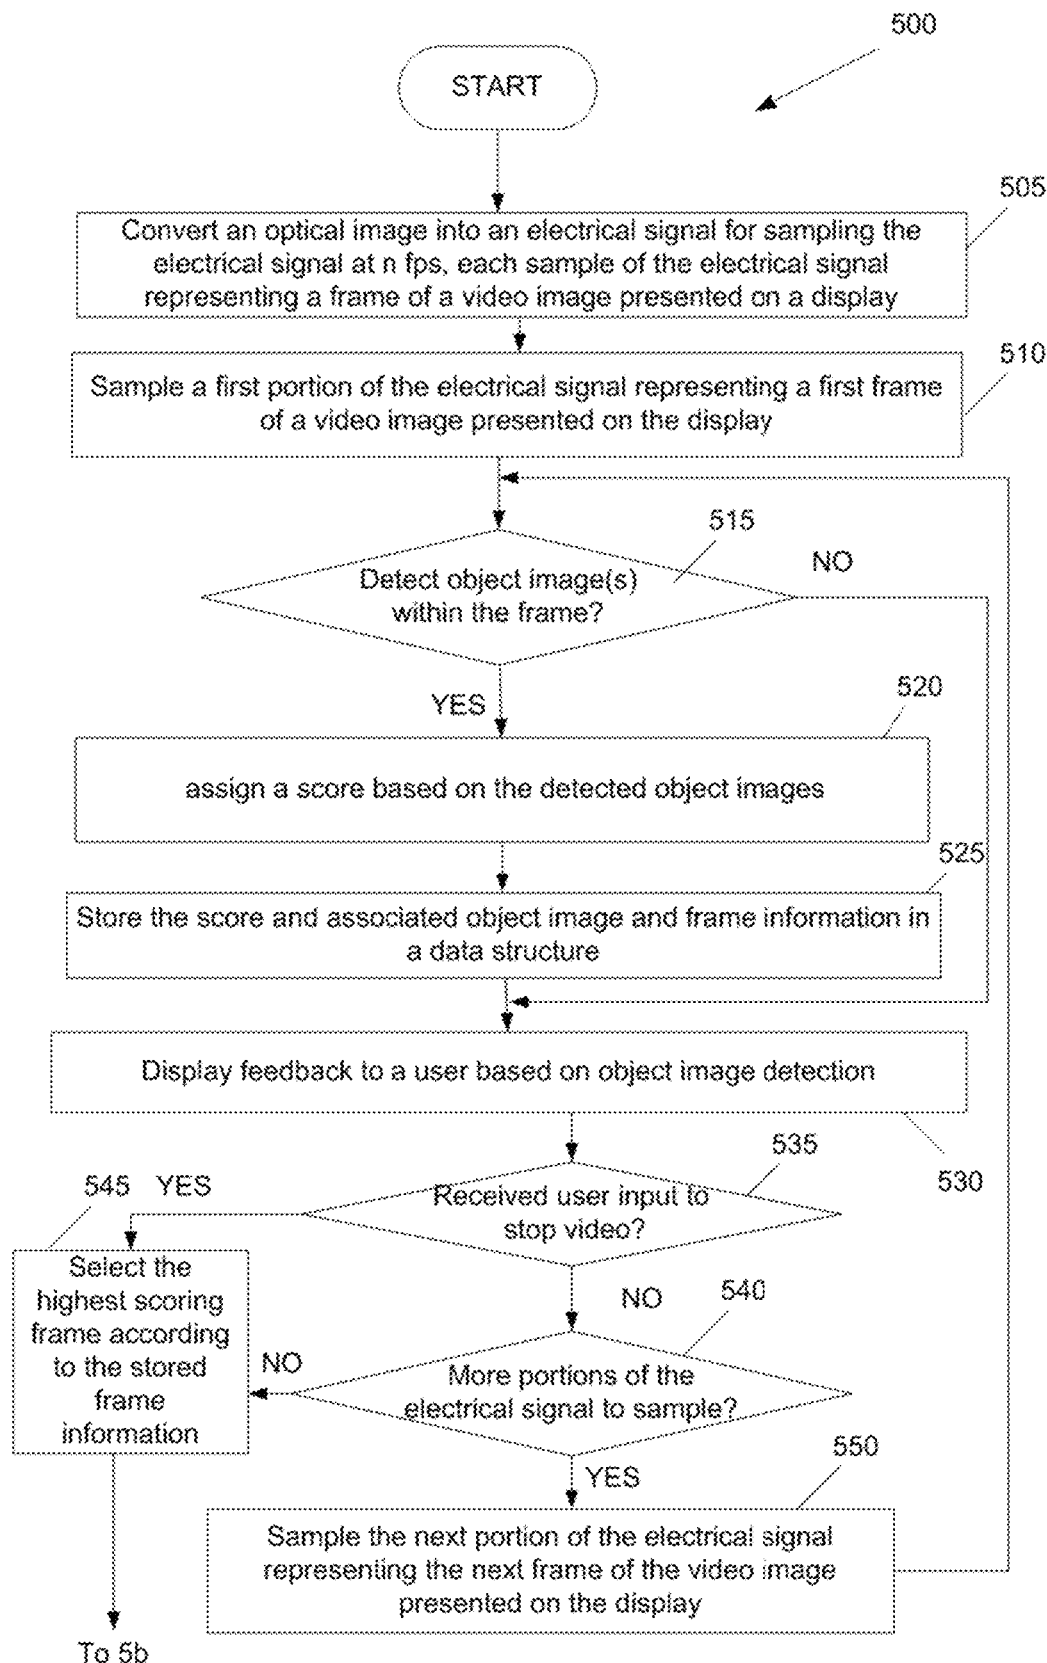 500
START
505
Convert an optical image into an electrical signal for sampling the
electrical signal at n fps, each sample of the electrical signal
representing a frame of a video image presented on a display
510
Sample a first portion of the electrical signal representing a first frame
of a video image presented on the display
515
NO
Detect object image(s)
within the frame?
YES
520
assign a score based on the detected object images
525
Store the score and associated object image and frame information in
a data structure
Display feedback to a user based on object image detection
530
535
545
YES
Received user input to
stop video?
Select the
highest scoring
frame according
to the stored
frame
information
NO
540
NO
More portions of the
electrical signal to sample?
YES
550
Sample the next portion of the electrical signal
representing the next frame of the video image
presented on the display
To 5b